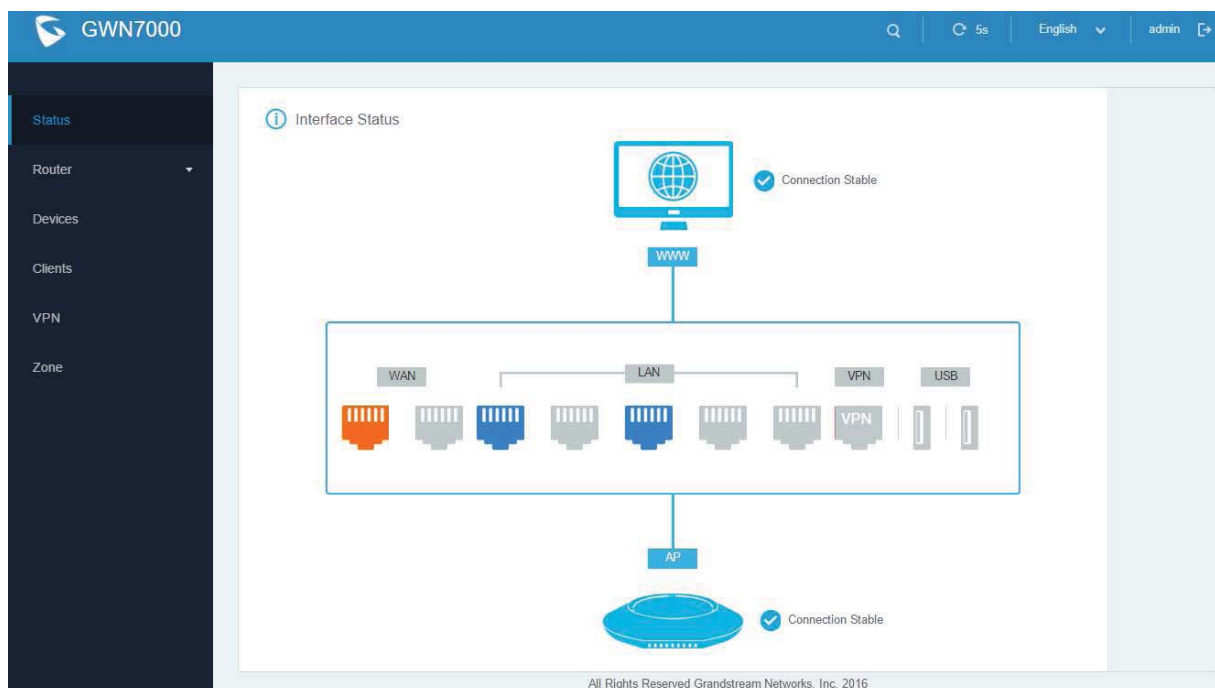 GWN7000
5s
English
admin
Status
Router
Devices
Clients
VPN
Zone
Interface Status
Connection Stable
WWW
WAN
LAN
VPN
USB
VPN
AP
Connection Stable
All Rights Reserved Grandstream Networks, Inc. 2016